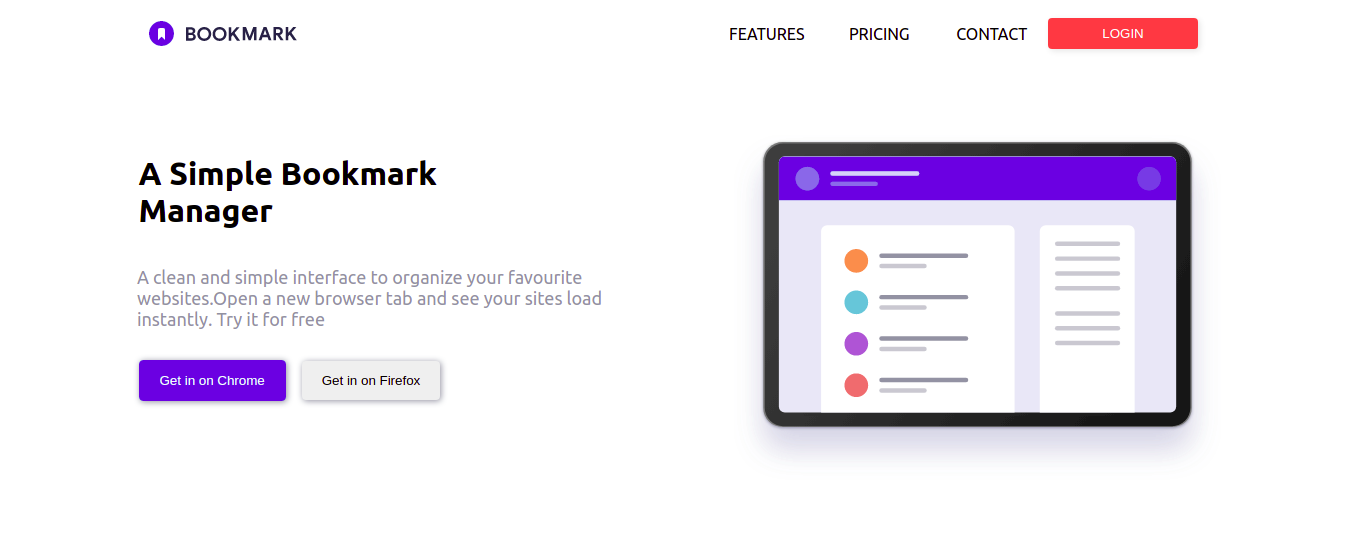 BOOKMARK
FEATURES PRICING CONTACT LOGIN
A Simple Bookmark
Manager
A clean and simple interface to organize your favourite
websites.Open a new browser tab and see your sites load
instantly. Try it for free
Get in on Chrome Get in on Firefox